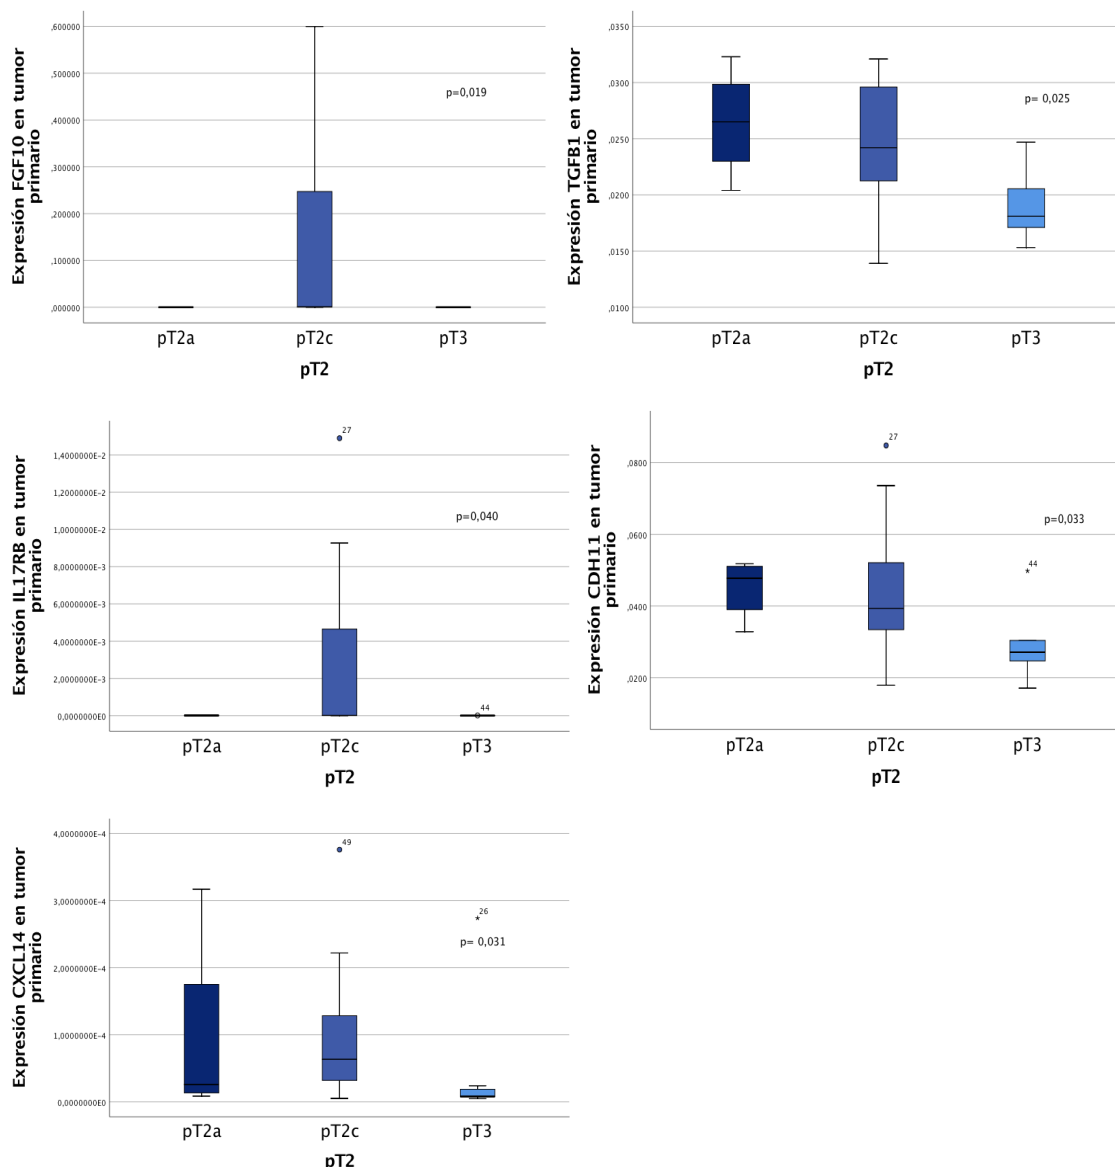 Expresión FGF10 en tumor
primario
,600000
,500000
,400000
,300000
,200000
,100000
,000000
p=0,019
pT2a pT2c pT3
pT2
Expresión TGFB1 en tumor
primario
,0350
,0300
,0250
,0200
,0150
,0100
p= 0,025
pT2a pT2c pT3
pT2
Expresión IL17RB en tumor
primario
1,4000000E-2
1,2000000E-2
1,0000000E-2
8,0000000E-3
6,0000000E-3
4,0000000E-3
2,0000000E-3
0,0000000E0
27
p=0,040
44
pT2a pT2c pT3
pT2
Expresión CDH11 en tumor
primario
,0800
,0600
,0400
,0200
27
p=0,033
44
pT2a pT2c pT3
pT2
Expresión CXCL14 en tumor
primario
4,0000000E-4
3,0000000E-4
2,0000000E-4
1,0000000E-4
0,0000000E0
49
26
p= 0,031
pT2a pT2c pT3
pT2